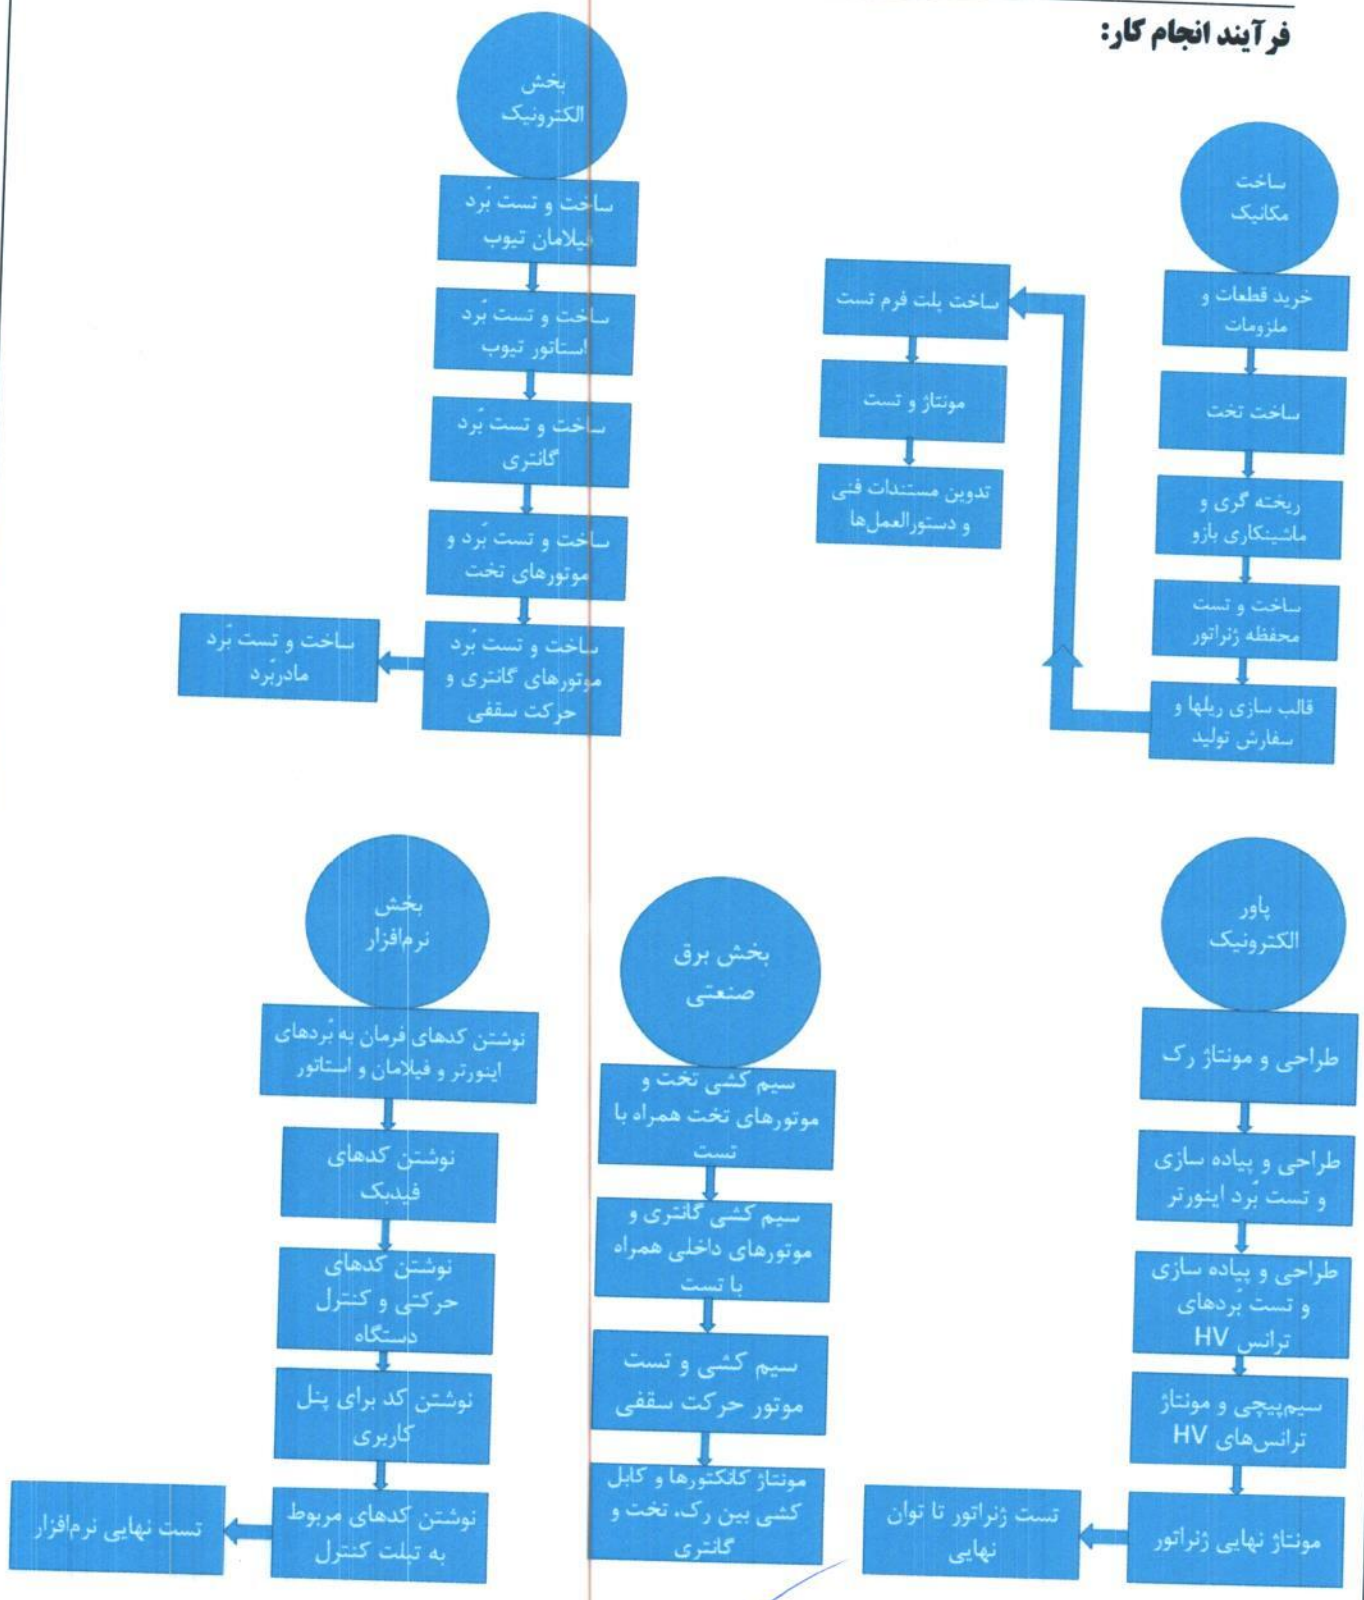 فرآیند انجام کار:
ساخت
مکانیک
خرید قطعات و
ملزومات
ساخت تخت
ریخته گری و
ماشینکاری بازو
ساخت و تست
محفظه ژنراتور
قالب سازی ریلها و
سفارش تولید
ساخت پلت فرم تست
مونتاژ و تست
تدوین مستندات فنی
و دستورالعمل‌ها
بخش
الکترونیک
ساخت و تست بُرد
فیلامان تیوب
ساخت و تست بُرد
استاتور تیوب
ساخت و تست بُرد
گانتری
ساخت و تست بُرد و
موتورهای تخت
ساخت و تست بُرد
موتورهای گانتری و
حرکت سقفی
ساخت و تست بُرد
مادربُرد
پاور
الکترونیک
طراحی و مونتاژ رک
طراحی و پیاده سازی
و تست بُرد اینورتر
طراحی و پیاده سازی
و تست بُردهای
ترانس HV
سیم‌پیچی و مونتاژ
ترانس‌های HV
مونتاژ نهایی ژنراتور
تست ژنراتور تا توان
نهایی
بخش برق
صنعتی
سیم کشی تخت و
موتورهای تخت همراه با
تست
سیم کشی گانتری و
موتورهای داخلی همراه
با تست
سیم کشی و تست
موتور حرکت سقفی
مونتاژ کانکتورها و کابل
کشی بین رک، تخت و
گانتری
بخش
نرم‌افزار
نوشتن کدهای فرمان به بُردهای
اینورتر و فیلامان و استاتور
نوشتن کدهای
فیدبک
نوشتن کدهای
حرکتی و کنترل
دستگاه
نوشتن کد برای پنل
کاربری
نوشتن کدهای مربوط
به تبلت کنترل
تست نهایی نرم‌افزار